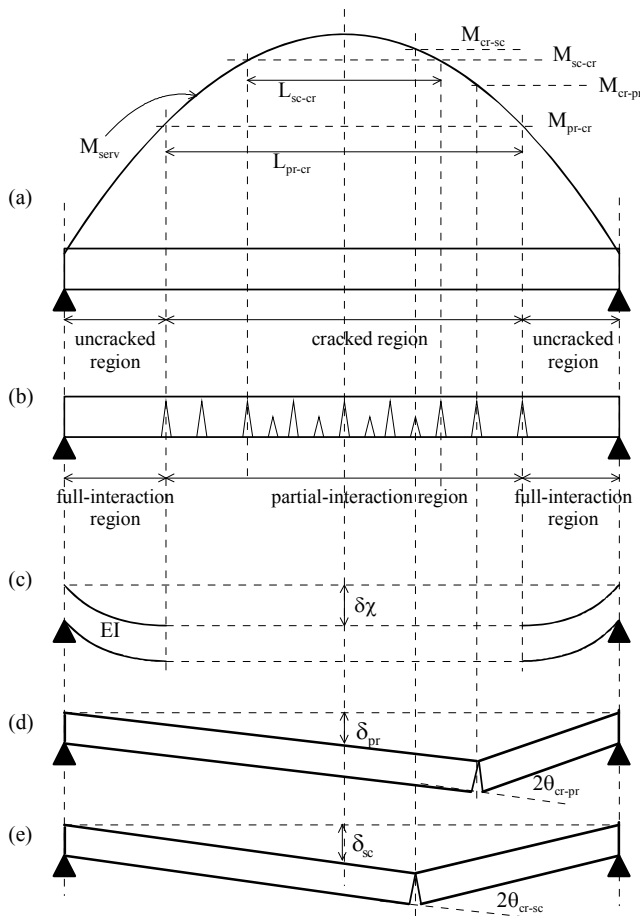 M_cr-sc
M_sc-cr
M_cr-pr
L_sc-cr
M_serv
M_pr-cr
L_pr-cr
(a)
uncracked region
cracked region
uncracked region
(b)
full-interaction region
partial-interaction region
full-interaction region
(c)
δχ
EI
(d)
δ_pr
2θ_cr-pr
(e)
δ_sc
2θ_cr-sc